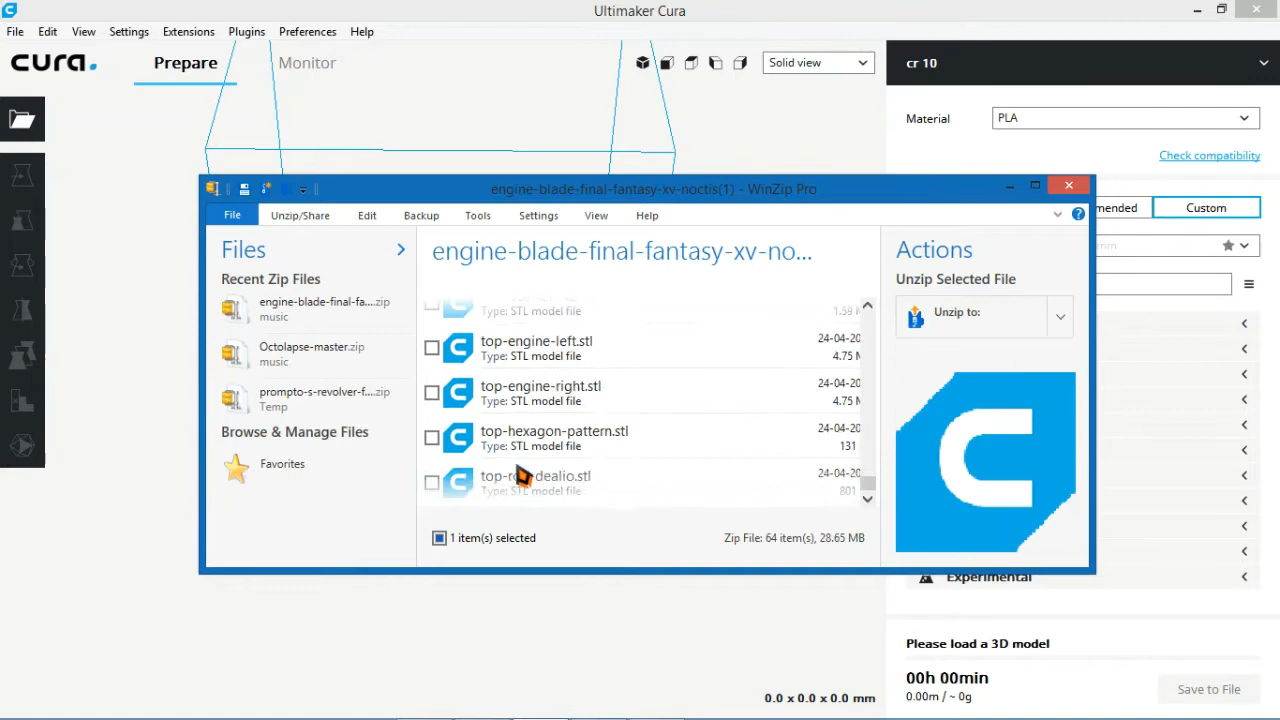 Ultimaker Cura
File Edit View Settings Extensions Plugins Preferences Help
cura. Prepare Monitor Solid view cr 10
Material PLA
Check compatibility
mended Custom
mm
engine-blade-final-fantasy-xv-noctis(1) - WinZip Pro
File Unzip/Share Edit Backup Tools Settings View Help
Files
Recent Zip Files
engine-blade-final-fa....zip
music
Octolapse-master.zip
music
prompto-s-revolver-f....zip
Temp
Browse & Manage Files
Favorites
engine-blade-final-fantasy-xv-no...
Type: STL model file 1.59 M
top-engine-left.stl 24-04-20
Type: STL model file 4.75 M
top-engine-right.stl 24-04-20
Type: STL model file 4.75 M
top-hexagon-pattern.stl 24-04-20
Type: STL model file 131
24-04-20
Type: STL model file 801
1 item(s) selected Zip File: 64 item(s), 28.65 MB
Actions
Unzip Selected File
Unzip to:
Experimental
Please load a 3D model
00h 00min
0.00m / ~ 0g
Save to File
0.0 x 0.0 x 0.0 mm